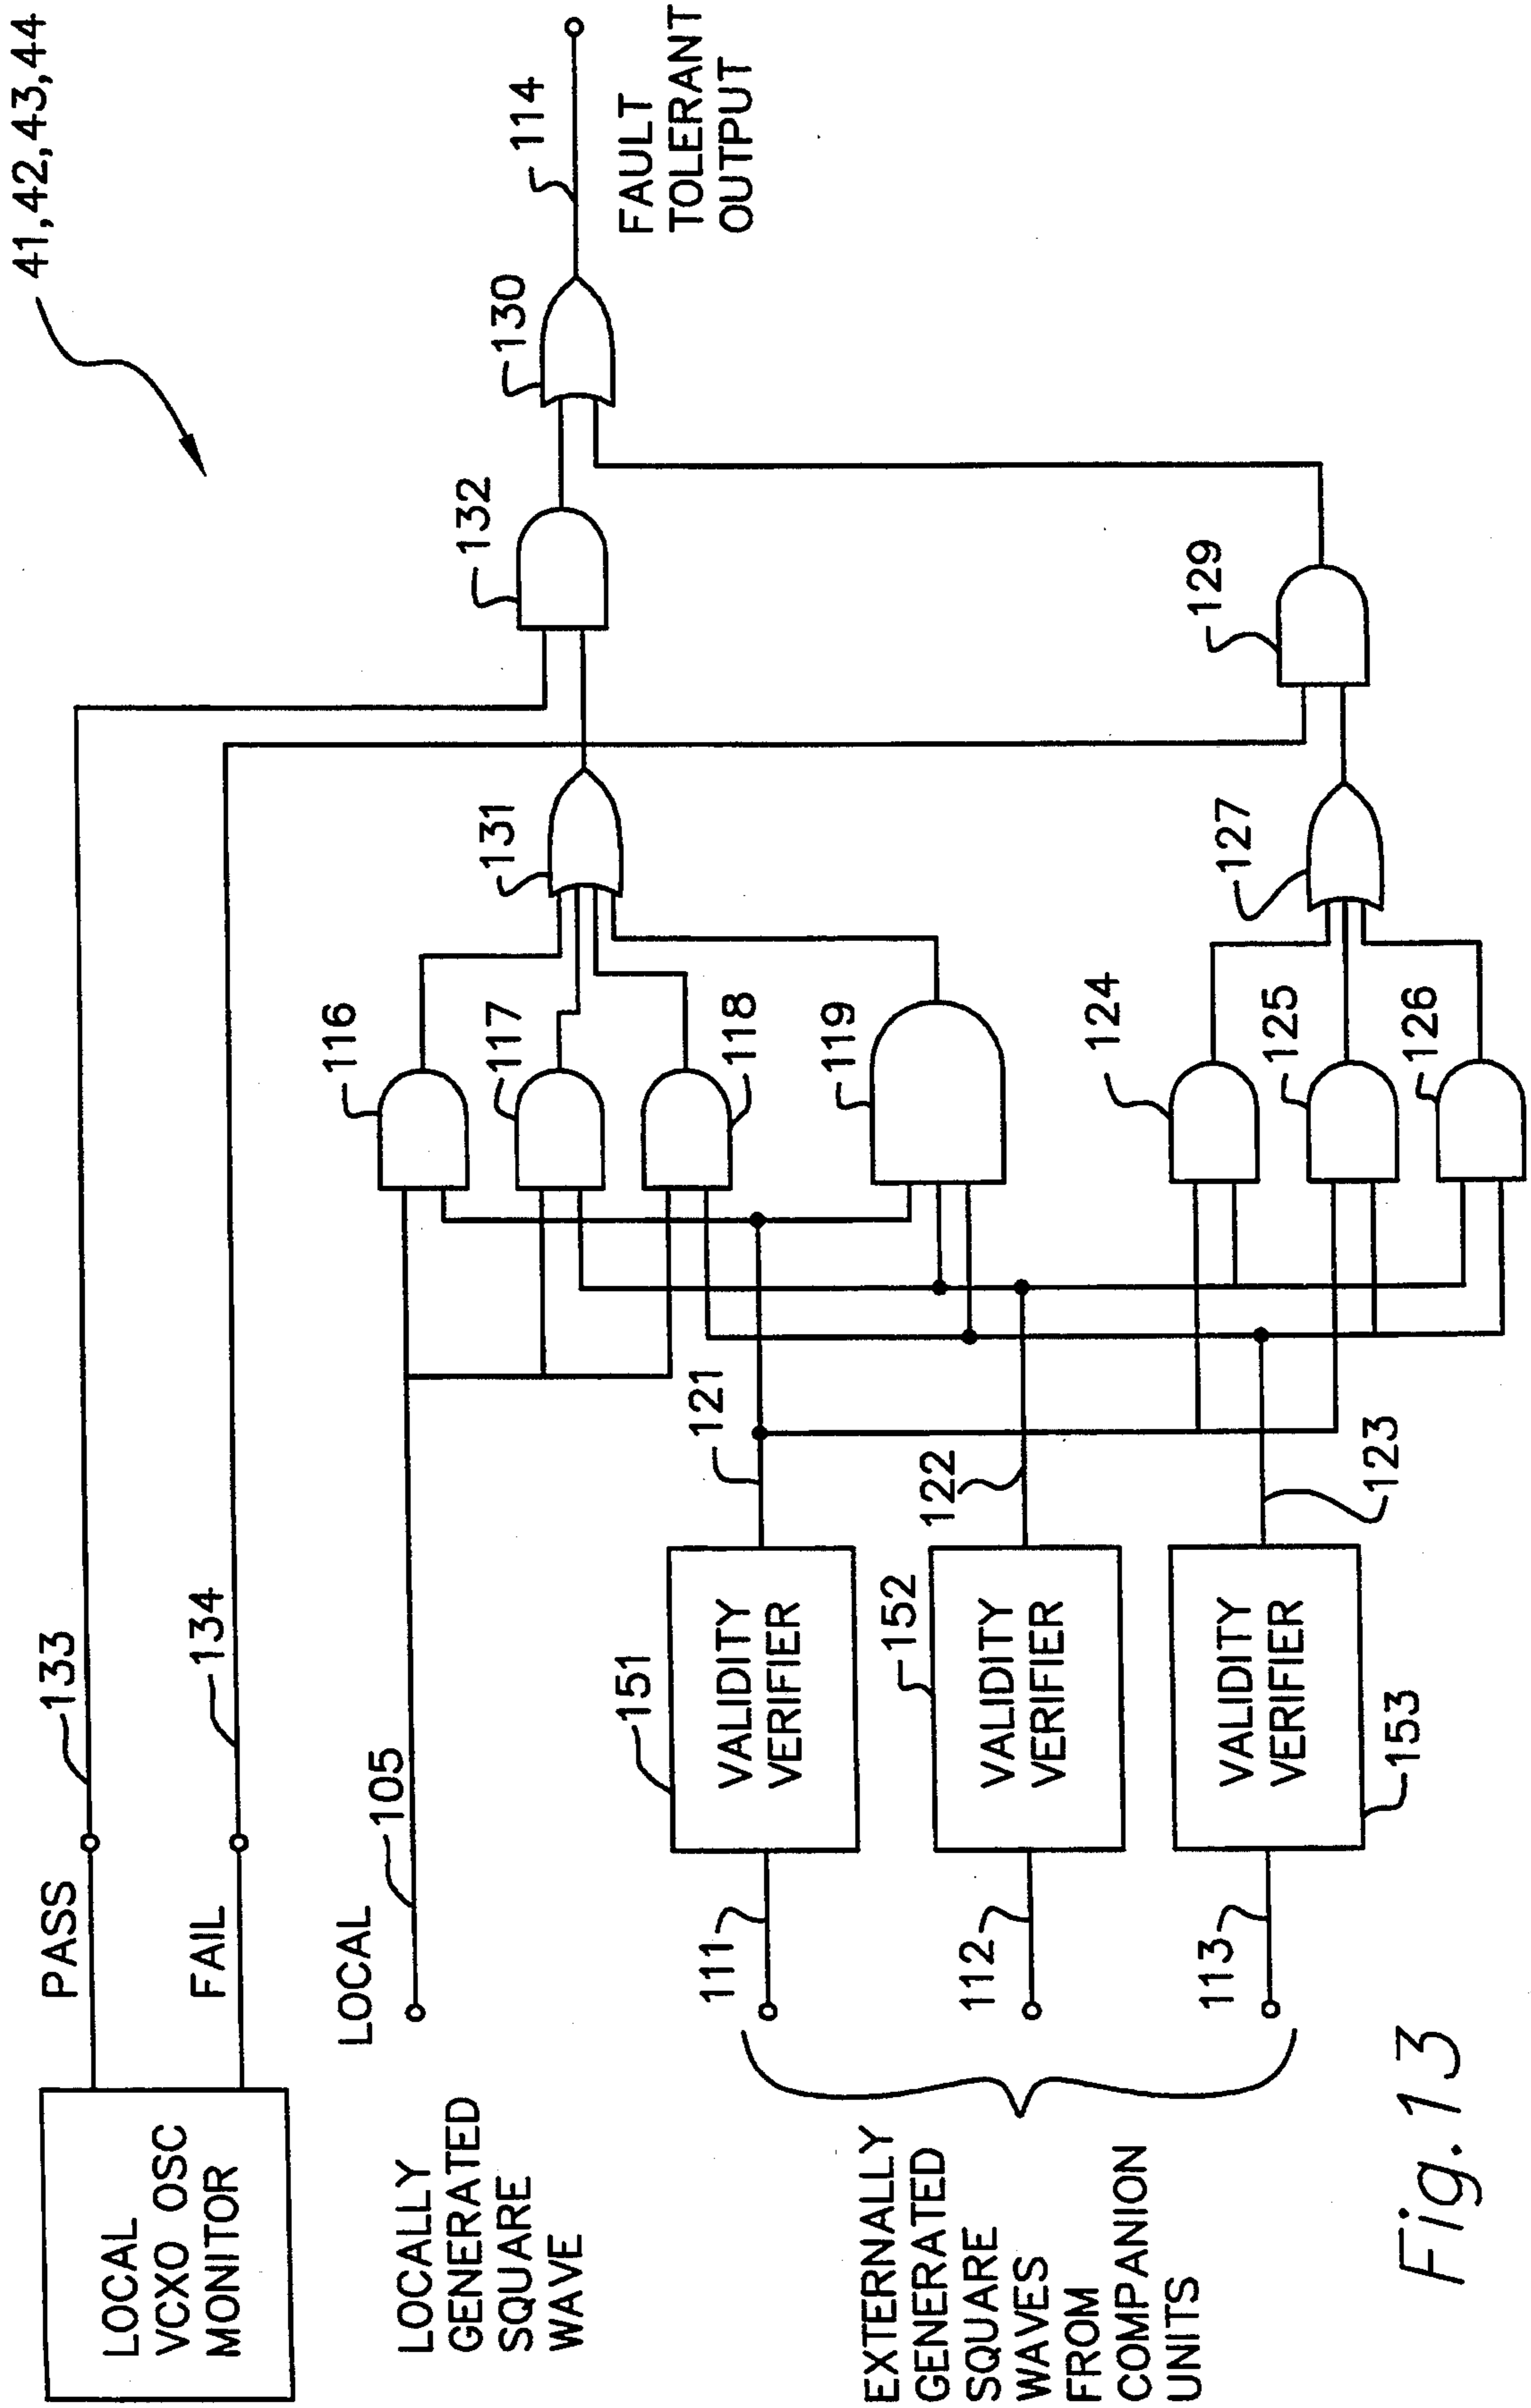 41,42,43,44
LOCAL
VCXO OSC
MONITOR
PASS
133
FAIL
134
LOCALLY
GENERATED
SQUARE
WAVE
LOCAL
105
116
117
118
119
131
132
130
114
FAULT
TOLERANT
OUTPUT
EXTERNALLY
GENERATED
SQUARE
WAVES
FROM
COMPANION
UNITS
111
151
VALIDITY
VERIFIER
121
112
152
VALIDITY
VERIFIER
122
113
153
VALIDITY
VERIFIER
123
124
125
126
127
129
Fig. 13